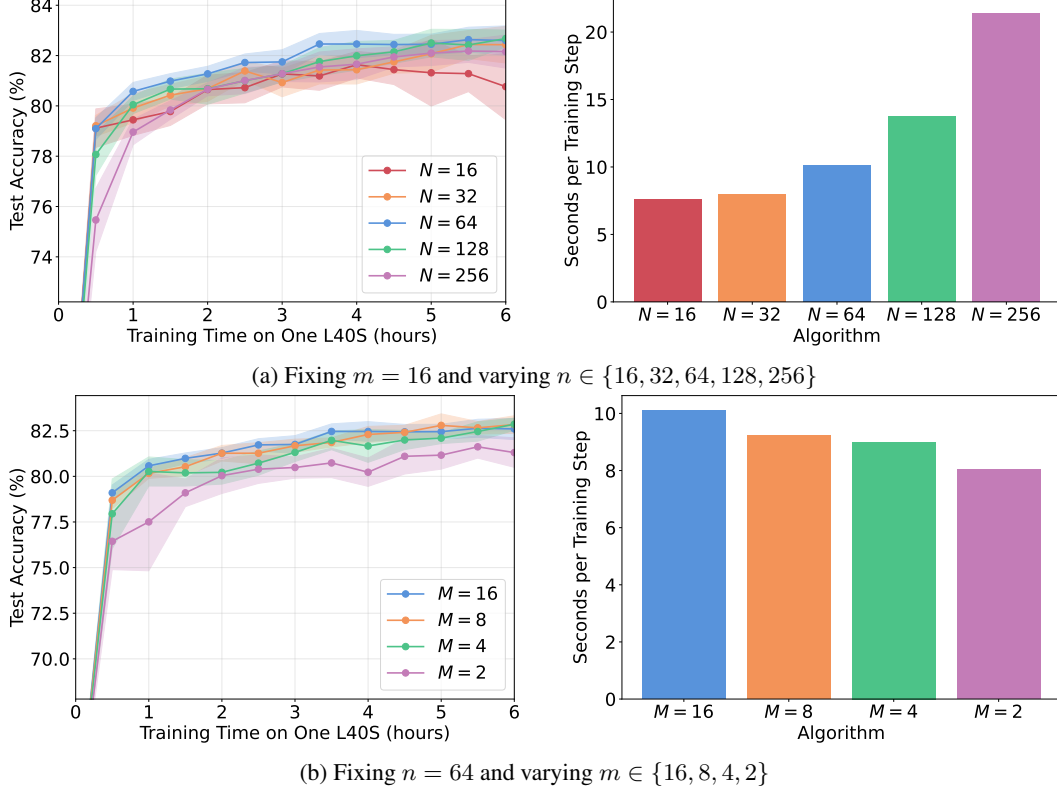 84
82
80
78
76
74
Test Accuracy (%)
N = 16
N = 32
N = 64
N = 128
N = 256
0 1 2 3 4 5 6
Training Time on One L40S (hours)
20
15
10
5
0
Seconds per Training Step
N = 16 N = 32 N = 64 N = 128 N = 256
Algorithm
(a) Fixing m = 16 and varying n ∈ {16, 32, 64, 128, 256}
82.5
80.0
77.5
75.0
72.5
70.0
Test Accuracy (%)
M = 16
M = 8
M = 4
M = 2
0 1 2 3 4 5 6
Training Time on One L40S (hours)
10
8
6
4
2
0
Seconds per Training Step
M = 16 M = 8 M = 4 M = 2
Algorithm
(b) Fixing n = 64 and varying m ∈ {16, 8, 4, 2}